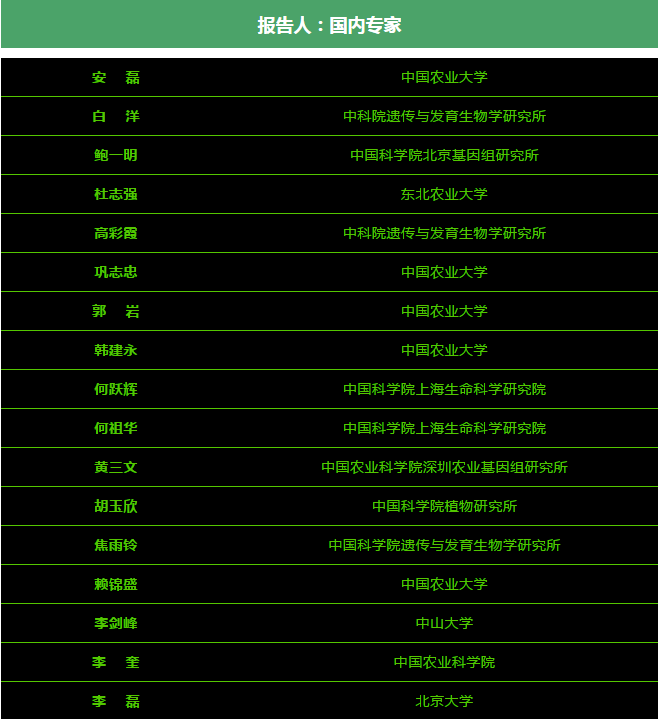 报告人：国内专家
安 磊 中国农业大学
白 洋 中科院遗传与发育生物学研究所
鲍一明 中国科学院北京基因组研究所
杜志强 东北农业大学
高彩霞 中科院遗传与发育生物学研究所
巩志忠 中国农业大学
郭 岩 中国农业大学
韩建永 中国农业大学
何跃辉 中国科学院上海生命科学研究院
何祖华 中国科学院上海生命科学研究院
黄三文 中国农业科学院深圳农业基因组研究所
胡玉欣 中国科学院植物研究所
焦雨铃 中国科学院遗传与发育生物学研究所
赖锦盛 中国农业大学
李剑峰 中山大学
李 奎 中国农业科学院
李 磊 北京大学